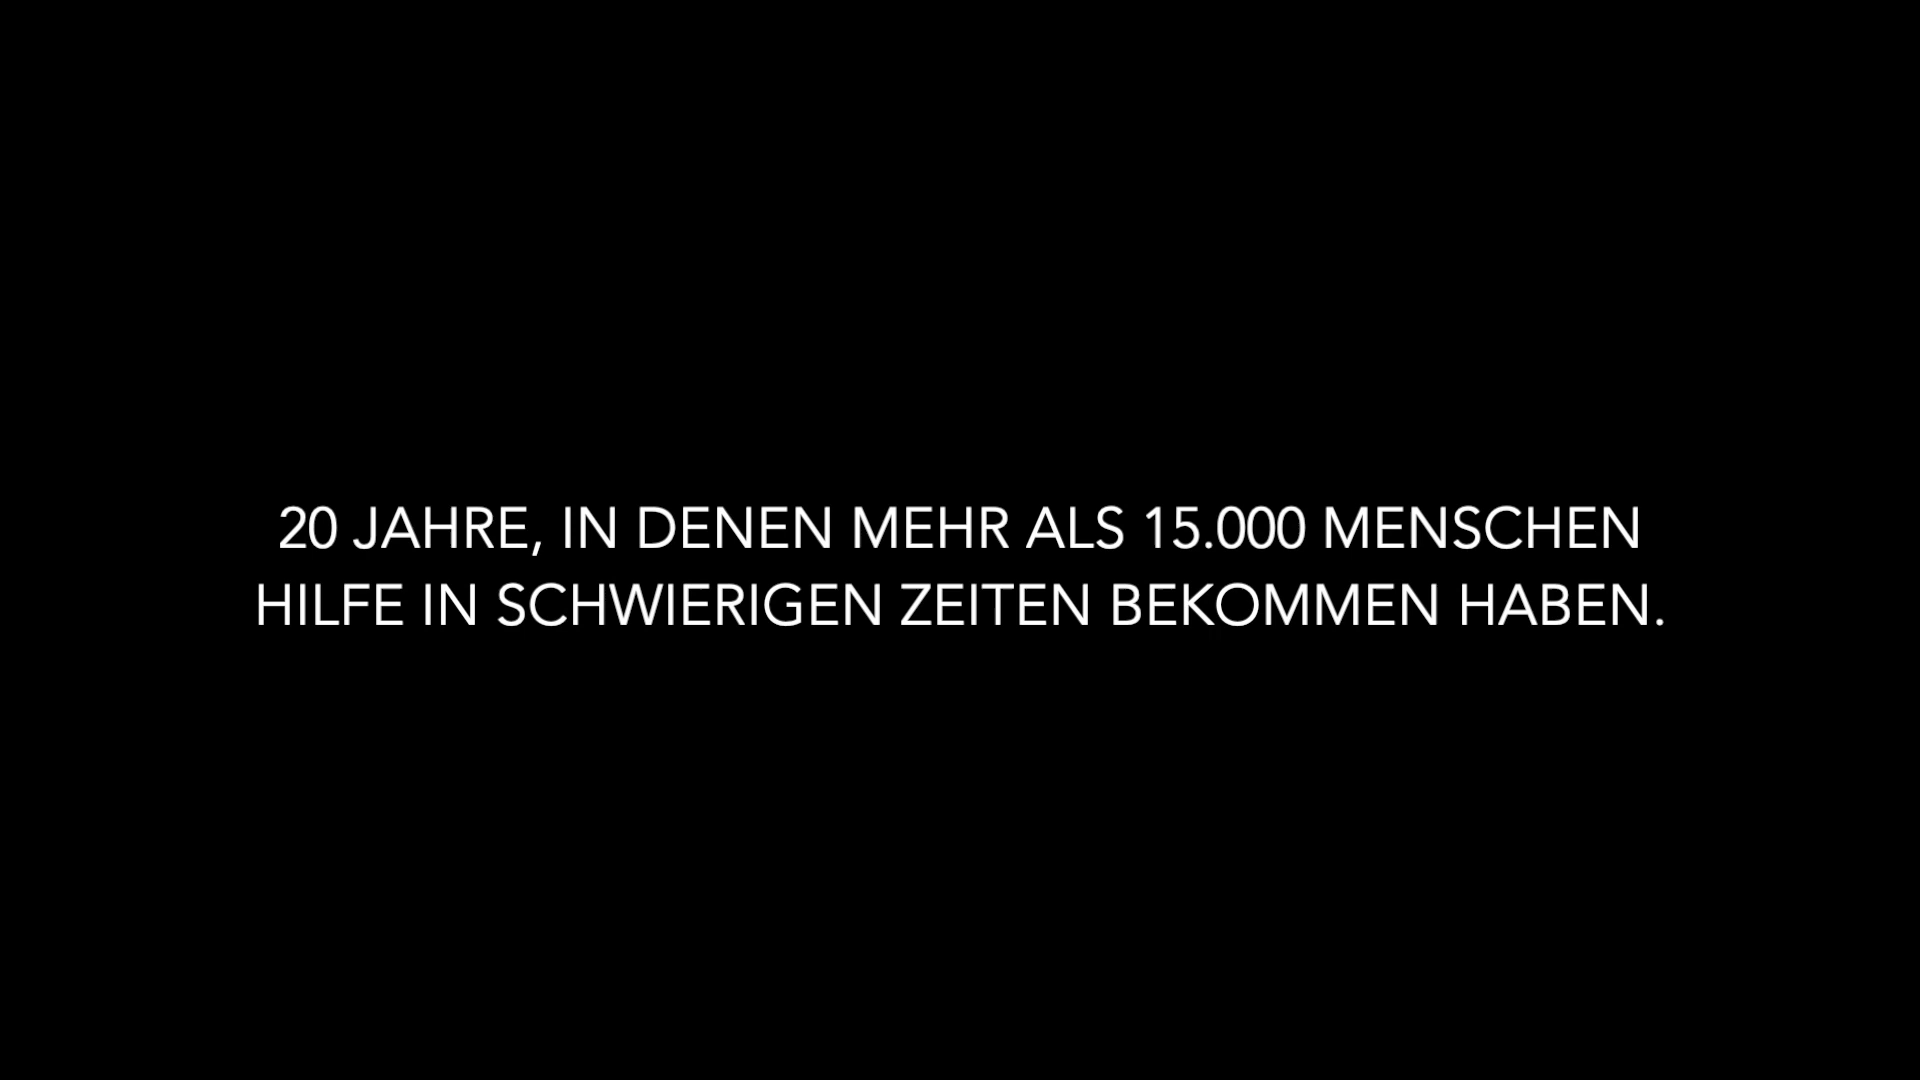 20 JAHRE, IN DENEN MEHR ALS 15.000 MENSCHEN
HILFE IN SCHWIERIGEN ZEITEN BEKOMMEN HABEN.